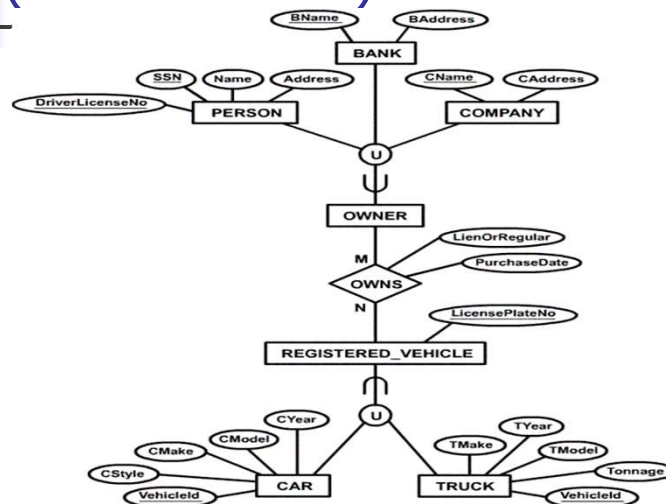 BName BAddress
BANK
SSN Name Address CName CAddress
DriverLicenseNo
PERSON COMPANY
U
OWNER
LienOrRegular
M
PurchaseDate
OWNS
N
LicensePlateNo
REGISTERED_VEHICLE
U
CYear TYear
CModel TMake
CMake TModel
CStyle Tonnage
CAR TRUCK
VehicleId VehicleId